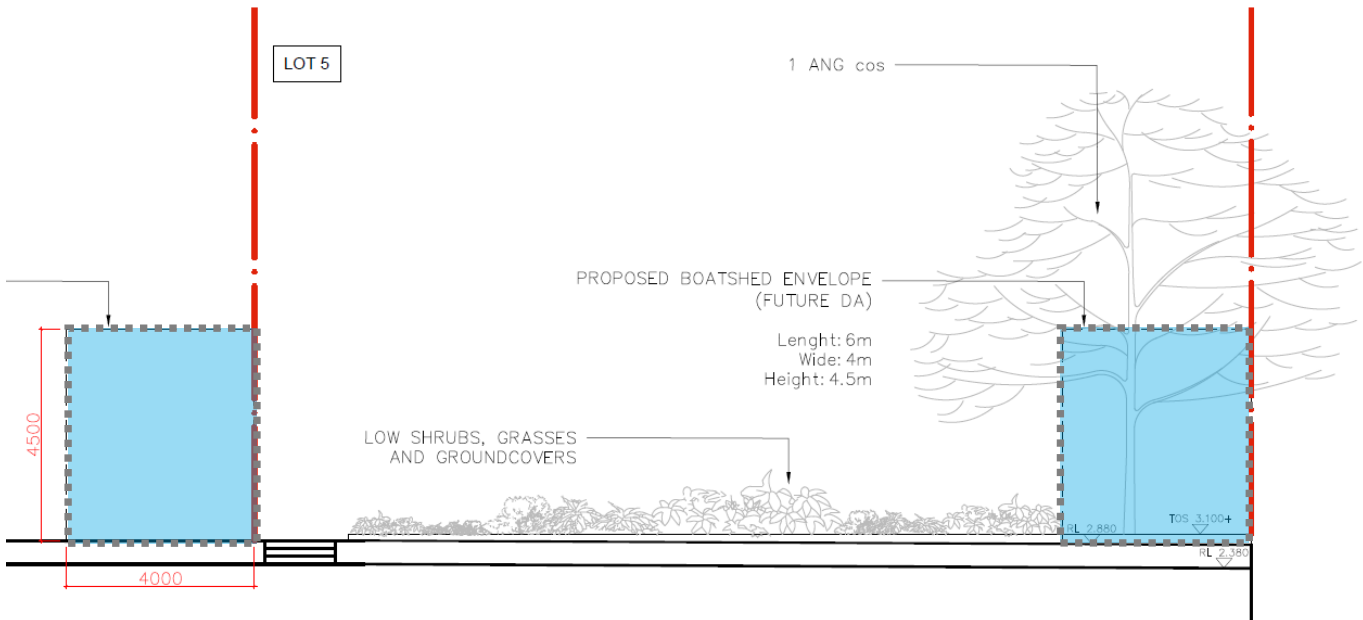 LOT 5
1 ANG cos
PROPOSED BOATSHED ENVELOPE
(FUTURE DA)
Lenght: 6m
Wide: 4m
Height: 4.5m
4500
LOW SHRUBS, GRASSES
AND GROUNDCOVERS
TOS 3.100+
RL 2.880
RL 2.380
4000